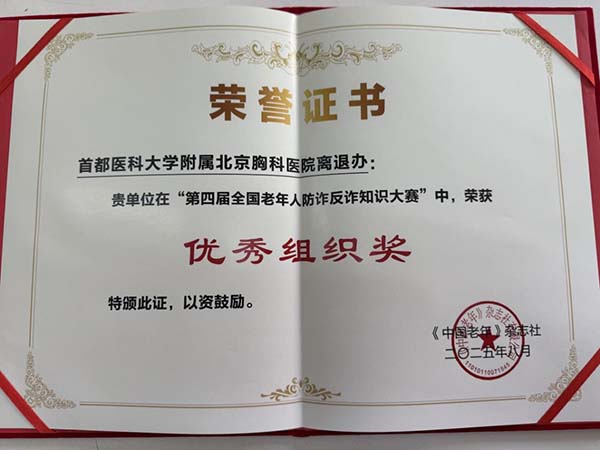 荣誉证书
首都医科大学附属北京胸科医院离退办：
贵单位在“第四届全国老年人防诈反诈知识大赛”中，荣获
优秀组织奖
特颁此证，以资鼓励。
《中国老年》杂志社
二〇二五年八月